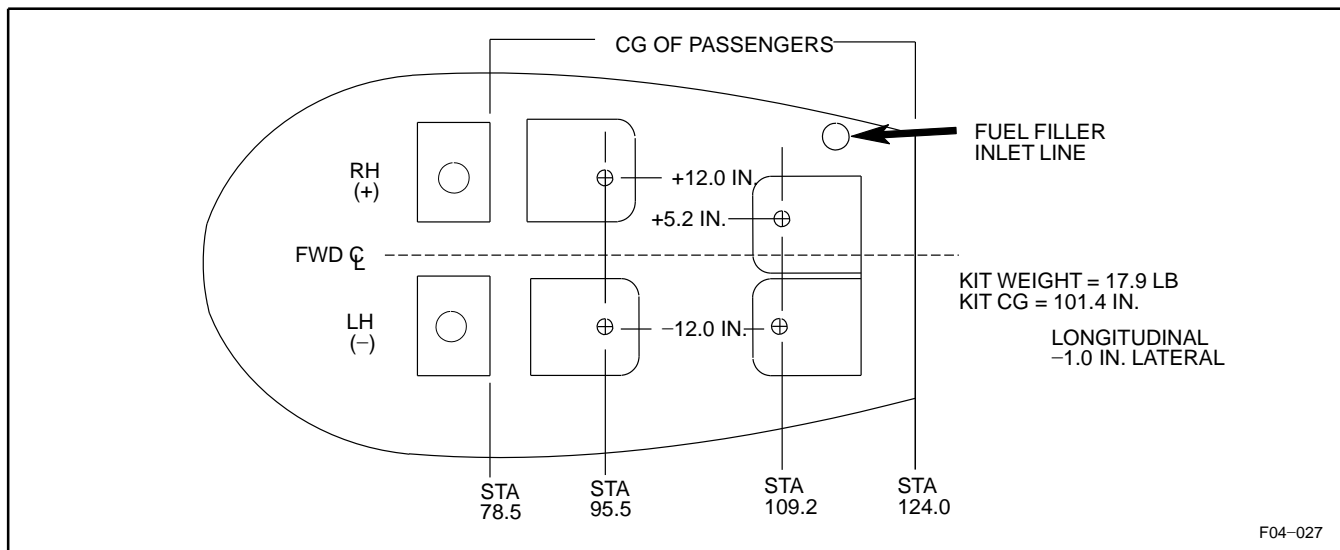 CG OF PASSENGERS
FUEL FILLER
INLET LINE
RH
(+)
+12.0 IN.
+5.2 IN.
FWD ℄
KIT WEIGHT = 17.9 LB
KIT CG = 101.4 IN.
LONGITUDINAL
−1.0 IN. LATERAL
LH
(−)
−12.0 IN.
STA
78.5
STA
95.5
STA
109.2
STA
124.0
F04−027